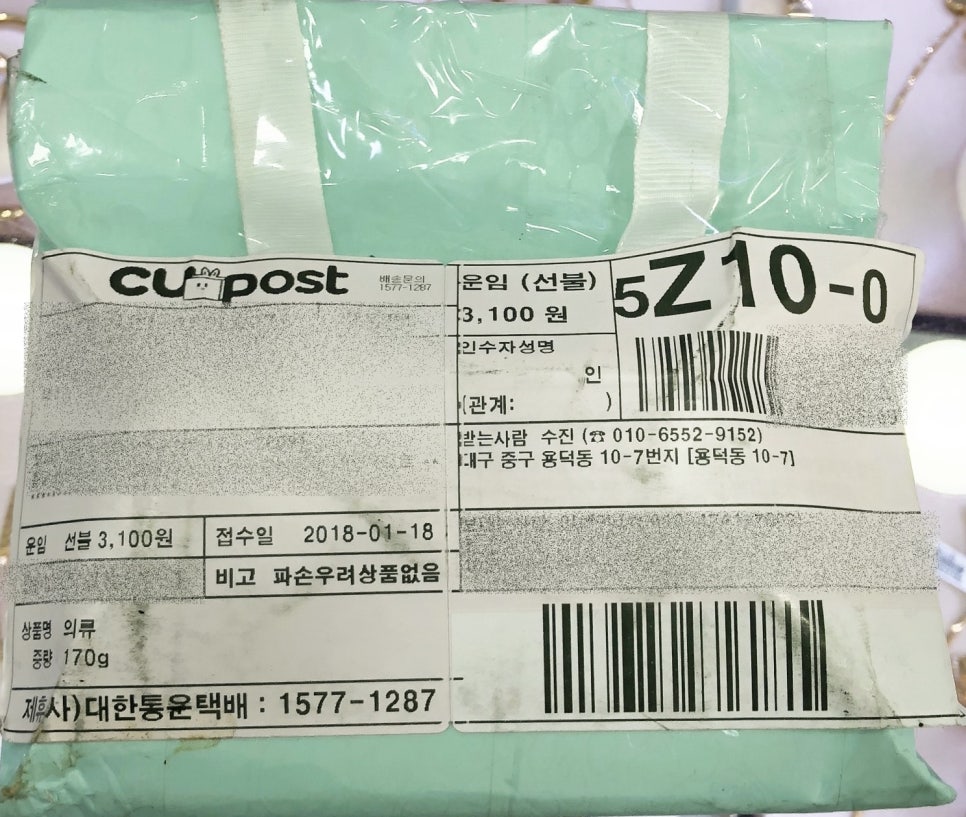 CU post 배송문의
1577-1287
운임 선불 3,100원 접수일 2018-01-18
비고 파손우려상품없음
상품명 의류
중량 170g
제휴사)대한통운택배 : 1577-1287
운임 (선불)
3,100 원
인수자성명
인
(관계: )
5Z10-0
받는사람 수진 (☎ 010-6552-9152)
대구 중구 용덕동 10-7번지 [용덕동 10-7]